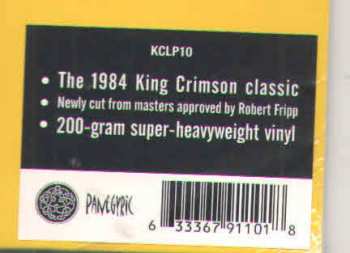 KCLP10
• The 1984 King Crimson classic
• Newly cut from masters approved by Robert Fripp
• 200-gram super-heavyweight vinyl
PANEGYRIC
6 33367 91101 8